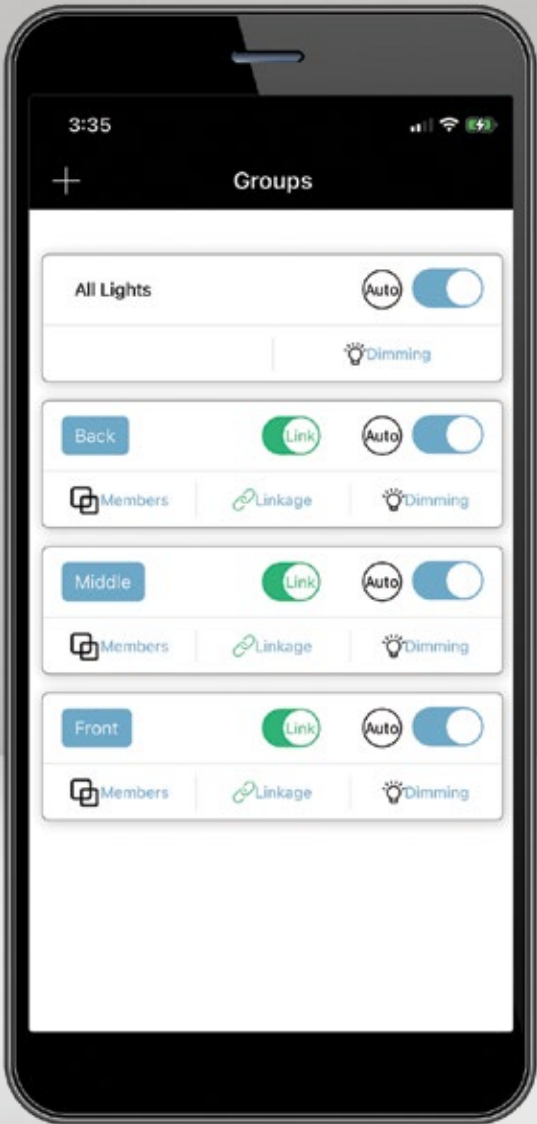 3:35
Groups
All Lights Auto
Dimming
Back Link Auto
Members Linkage Dimming
Middle Link Auto
Members Linkage Dimming
Front Link Auto
Members Linkage Dimming